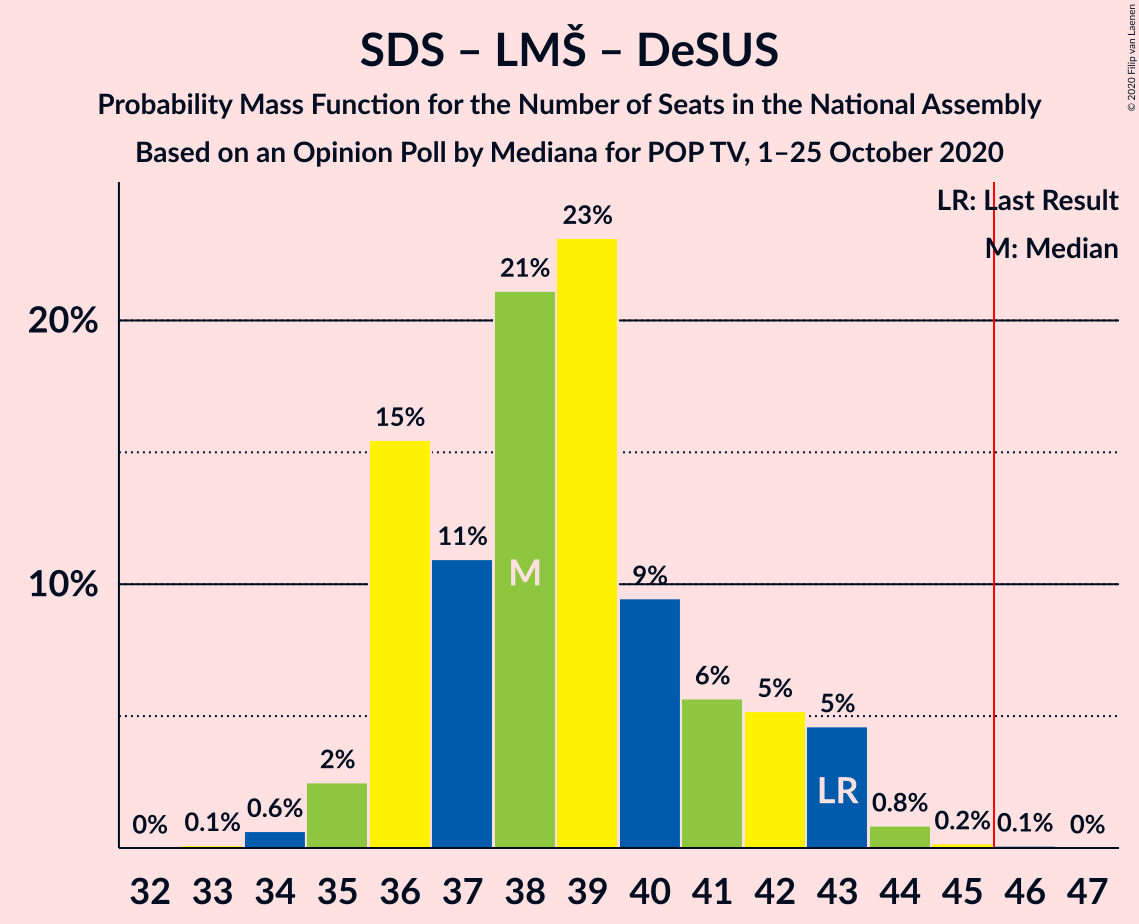 SDS – LMŠ – DeSUS
Probability Mass Function for the Number of Seats in the National Assembly
Based on an Opinion Poll by Mediana for POP TV, 1–25 October 2020
© 2020 Filip van Laenen
LR: Last Result
M: Median
20%
10%
0%
0.1%
0.6%
2%
15%
11%
21%
23%
9%
6%
5%
5%
0.8%
0.2%
0.1%
0%
M
LR
32 33 34 35 36 37 38 39 40 41 42 43 44 45 46 47